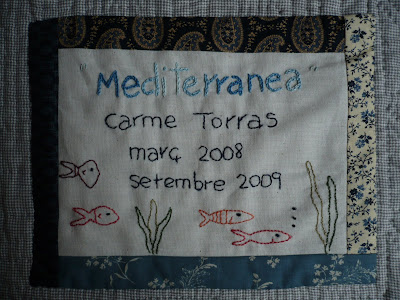 "Mediterranea"
Carme Torras
març 2008
setembre 2009